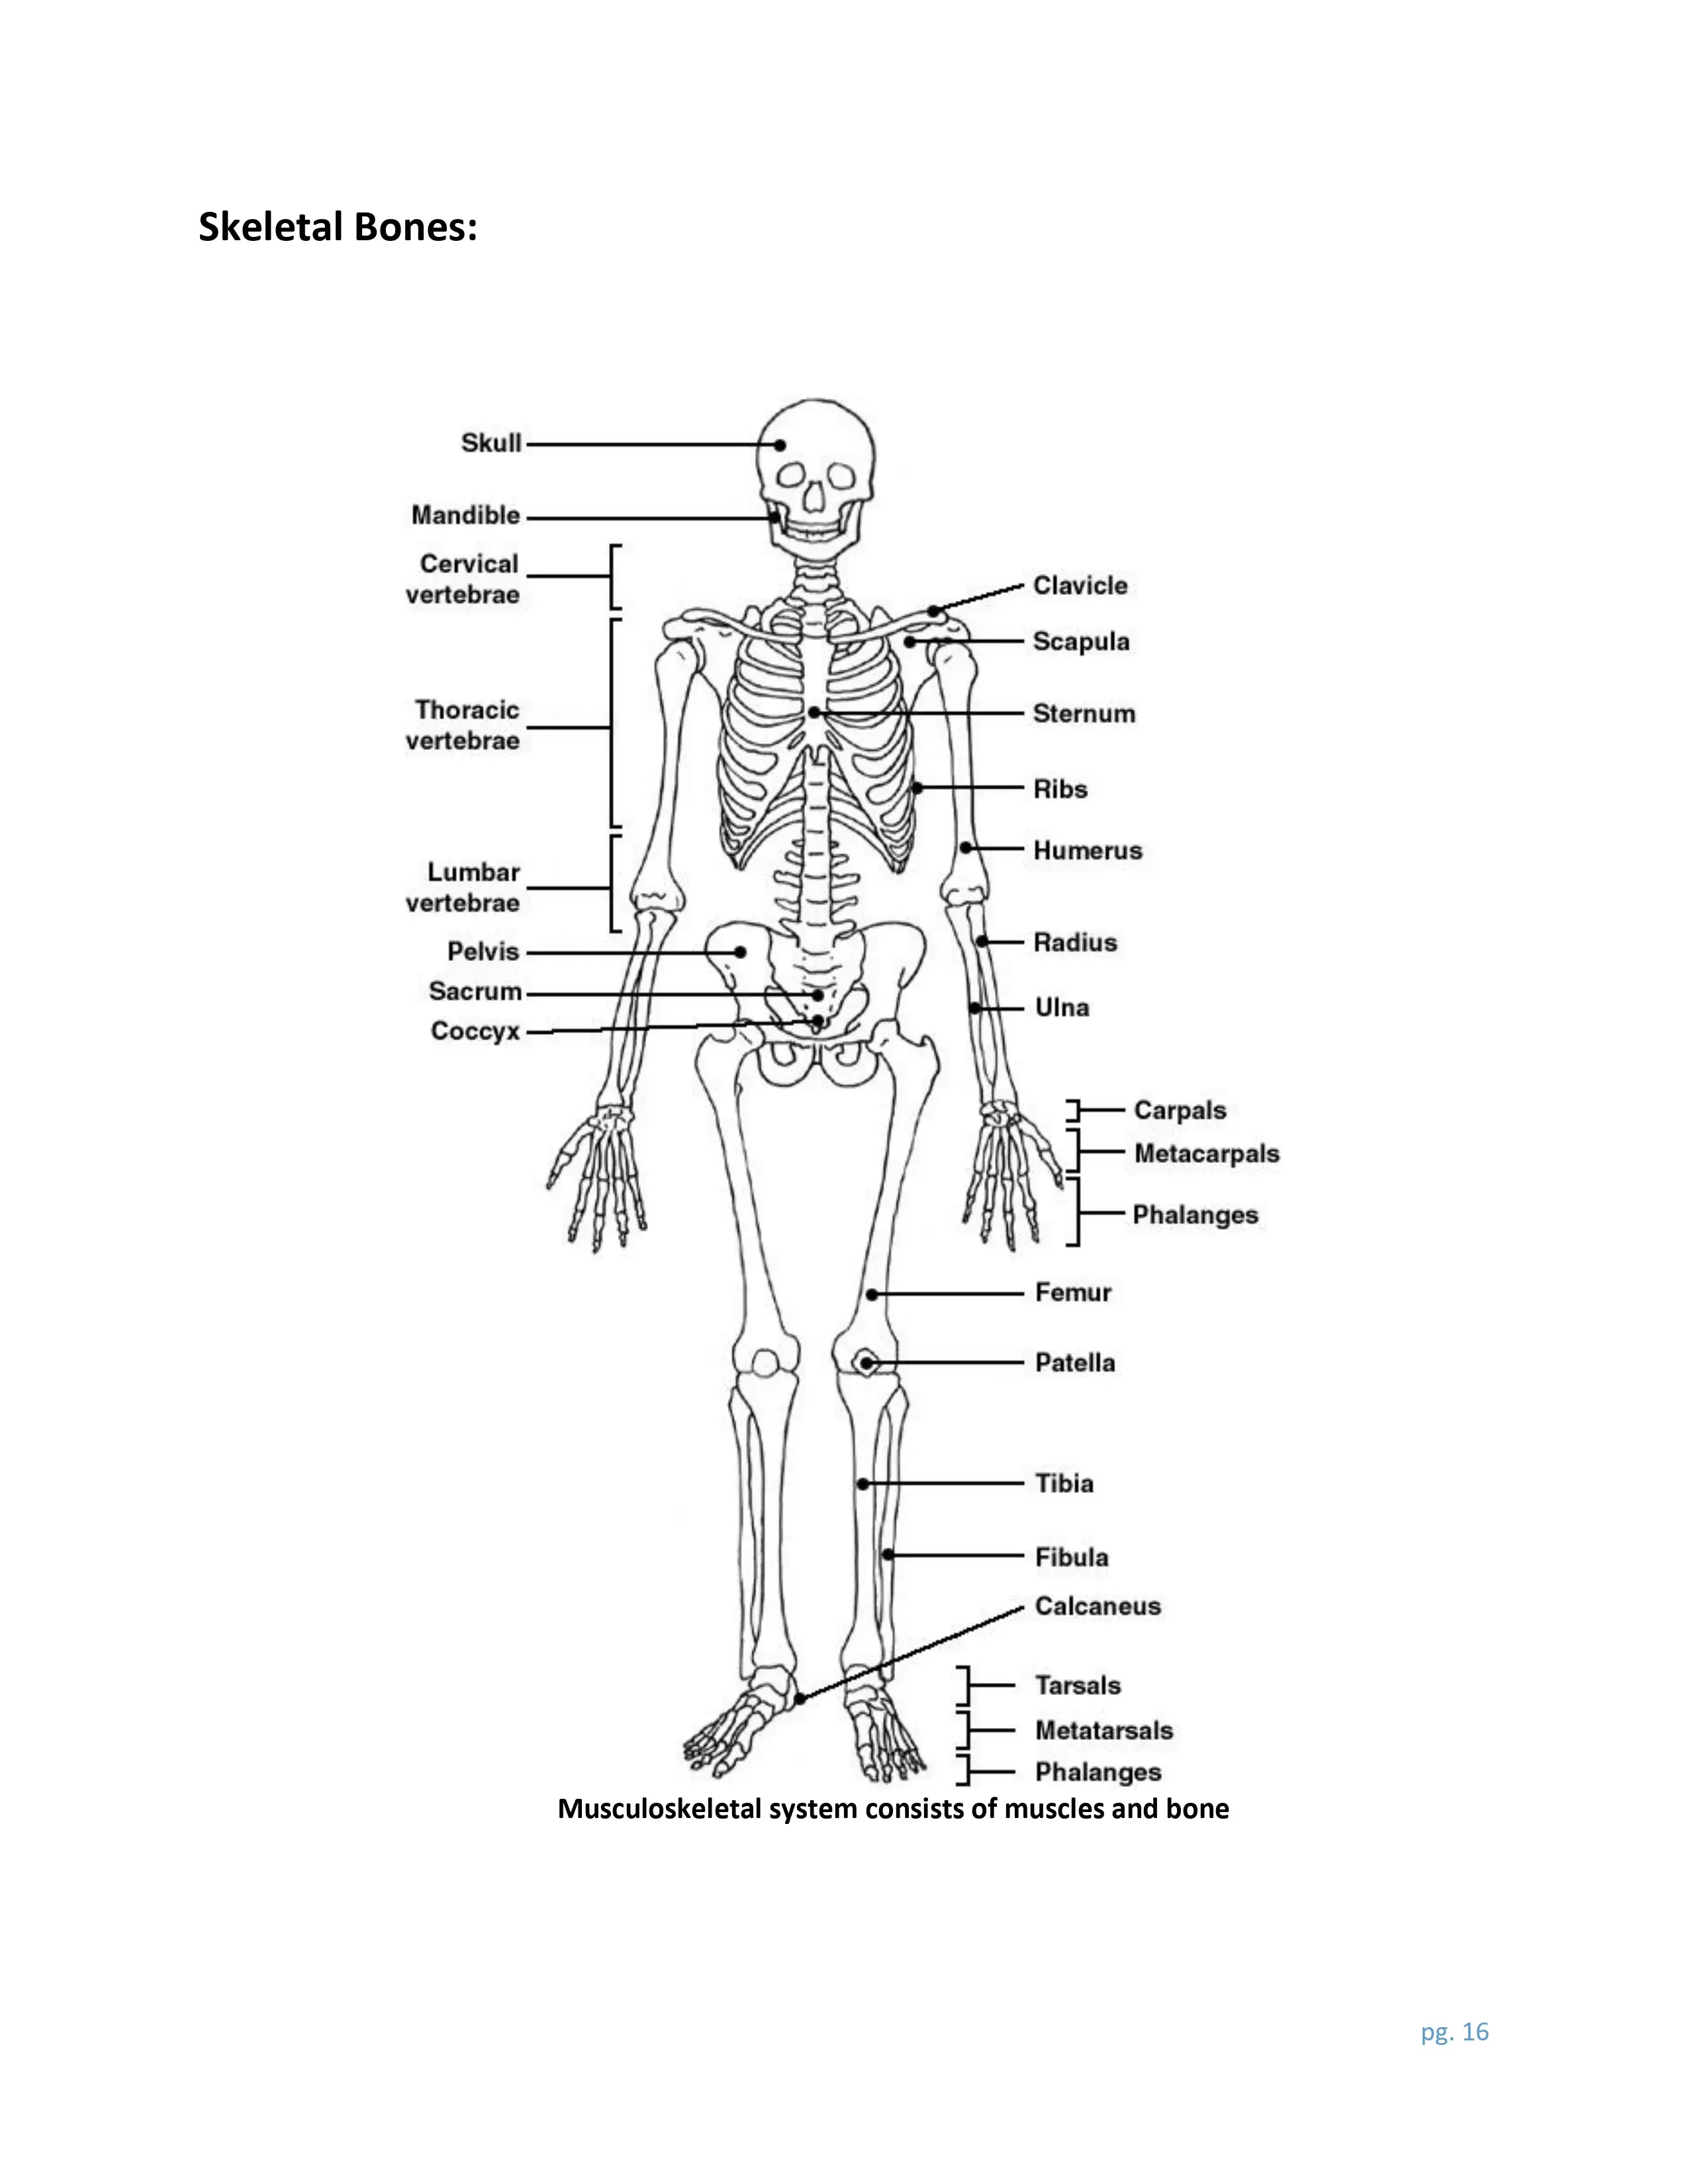 Skeletal Bones:
Skull
Mandible
Cervical
vertebrae
Thoracic
vertebrae
Lumbar
vertebrae
Pelvis
Sacrum
Coccyx
Clavicle
Scapula
Sternum
Ribs
Humerus
Radius
Ulna
Carpals
Metacarpals
Phalanges
Femur
Patella
Tibia
Fibula
Calcaneus
Tarsals
Metatarsals
Phalanges
Musculoskeletal system consists of muscles and bone
pg. 16